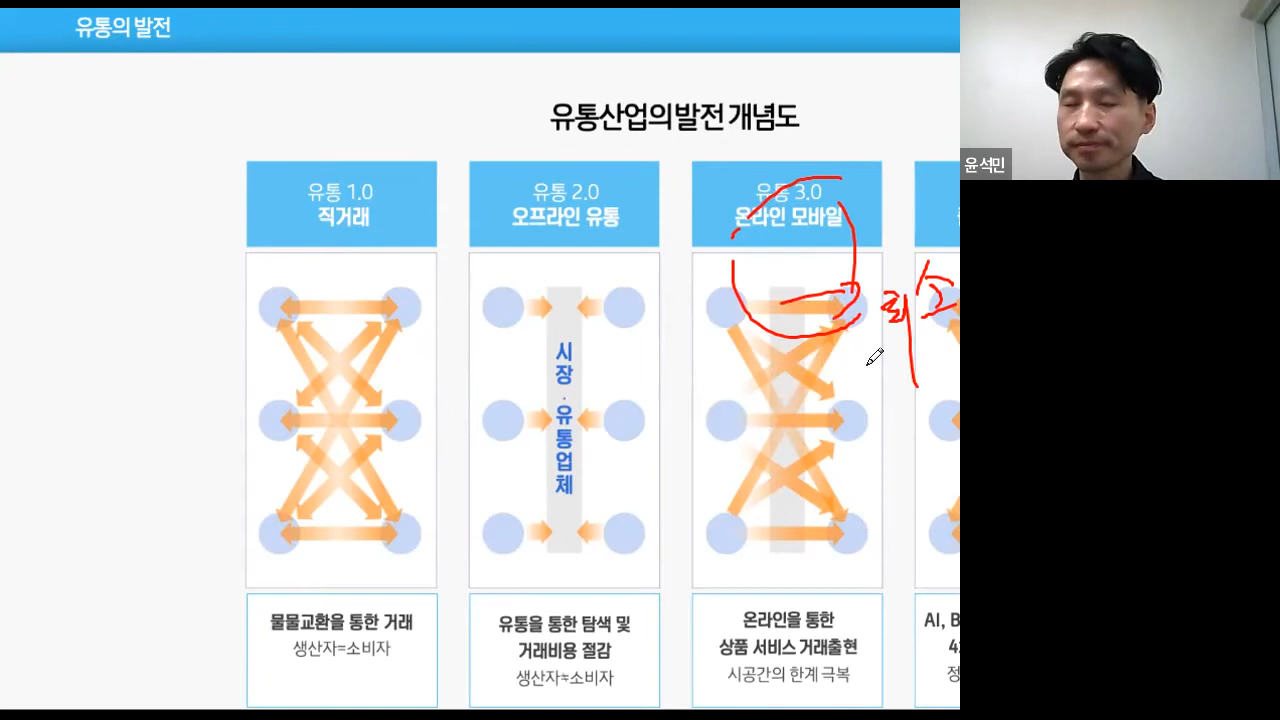 유통의 발전
유통산업의 발전 개념도
윤석민
유통 1.0
직거래
물물교환을 통한 거래
생산자=소비자
유통 2.0
오프라인 유통
시장·유통업체
유통을 통한 탐색 및
거래비용 절감
생산자≠소비자
유통 3.0
온라인 모바일
온라인을 통한
상품 서비스 거래출현
시공간의 한계 극복
AI, B
4
정